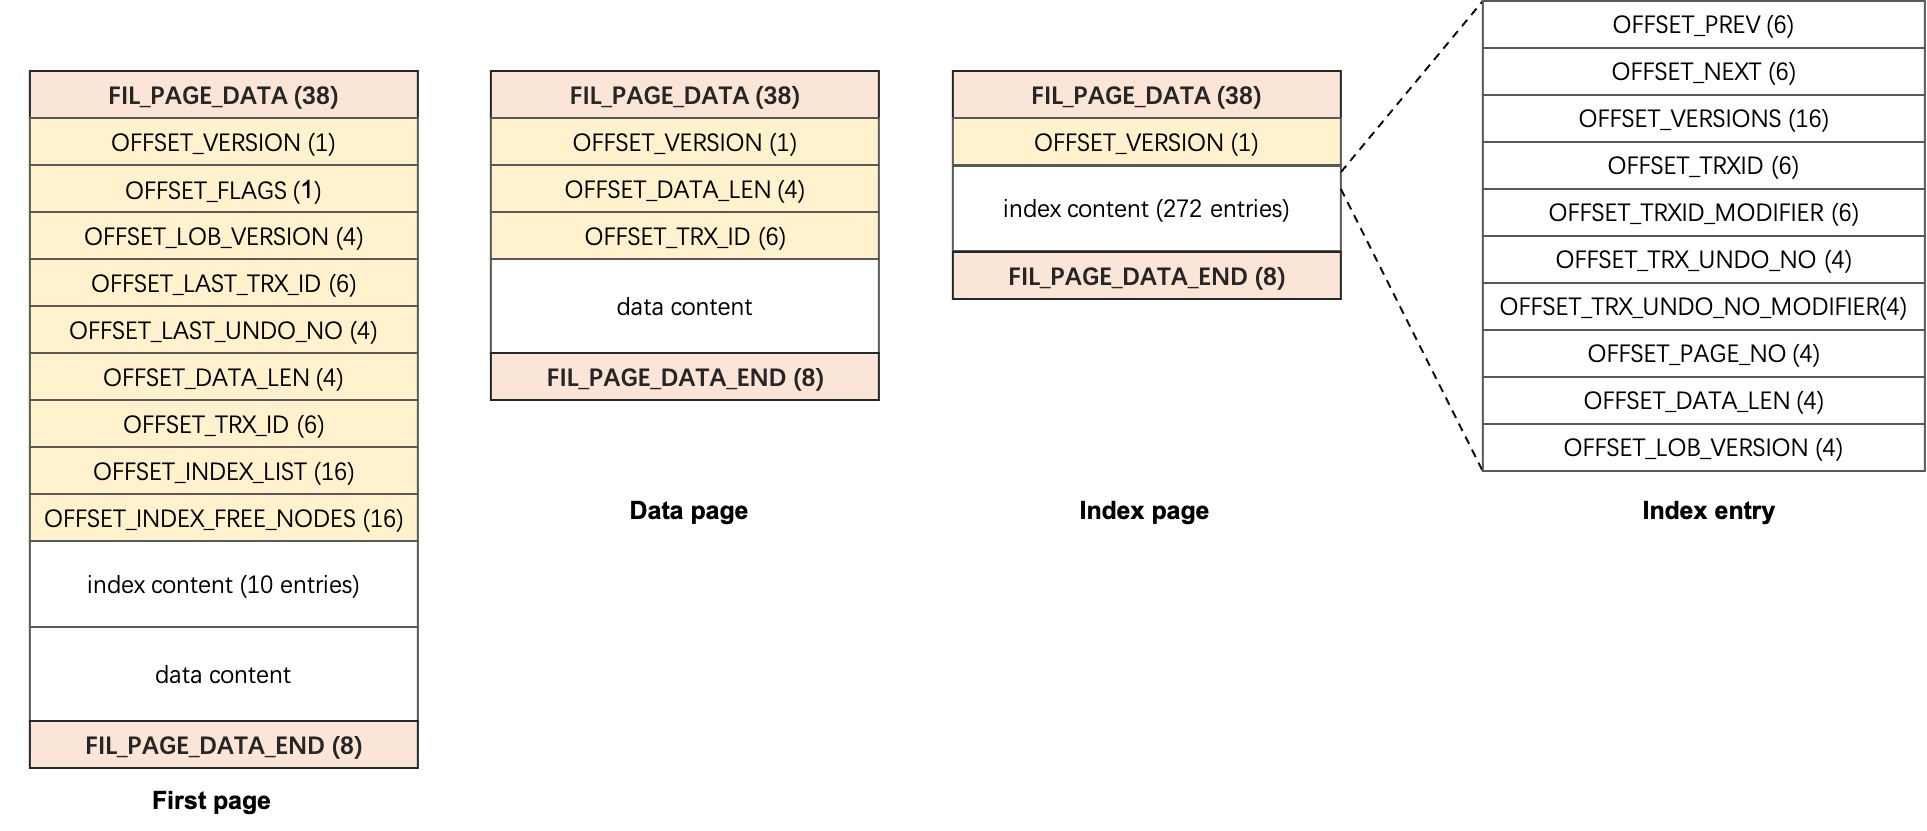 FIL_PAGE_DATA (38)
OFFSET_VERSION (1)
OFFSET_FLAGS (1)
OFFSET_LOB_VERSION (4)
OFFSET_LAST_TRX_ID (6)
OFFSET_LAST_UNDO_NO (4)
OFFSET_DATA_LEN (4)
OFFSET_TRX_ID (6)
OFFSET_INDEX_LIST (16)
OFFSET_INDEX_FREE_NODES (16)
index content (10 entries)
data content
FIL_PAGE_DATA_END (8)
First page
FIL_PAGE_DATA (38)
OFFSET_VERSION (1)
OFFSET_DATA_LEN (4)
OFFSET_TRX_ID (6)
data content
FIL_PAGE_DATA_END (8)
Data page
FIL_PAGE_DATA (38)
OFFSET_VERSION (1)
index content (272 entries)
FIL_PAGE_DATA_END (8)
Index page
OFFSET_PREV (6)
OFFSET_NEXT (6)
OFFSET_VERSIONS (16)
OFFSET_TRXID (6)
OFFSET_TRXID_MODIFIER (6)
OFFSET_TRX_UNDO_NO (4)
OFFSET_TRX_UNDO_NO_MODIFIER(4)
OFFSET_PAGE_NO (4)
OFFSET_DATA_LEN (4)
OFFSET_LOB_VERSION (4)
Index entry